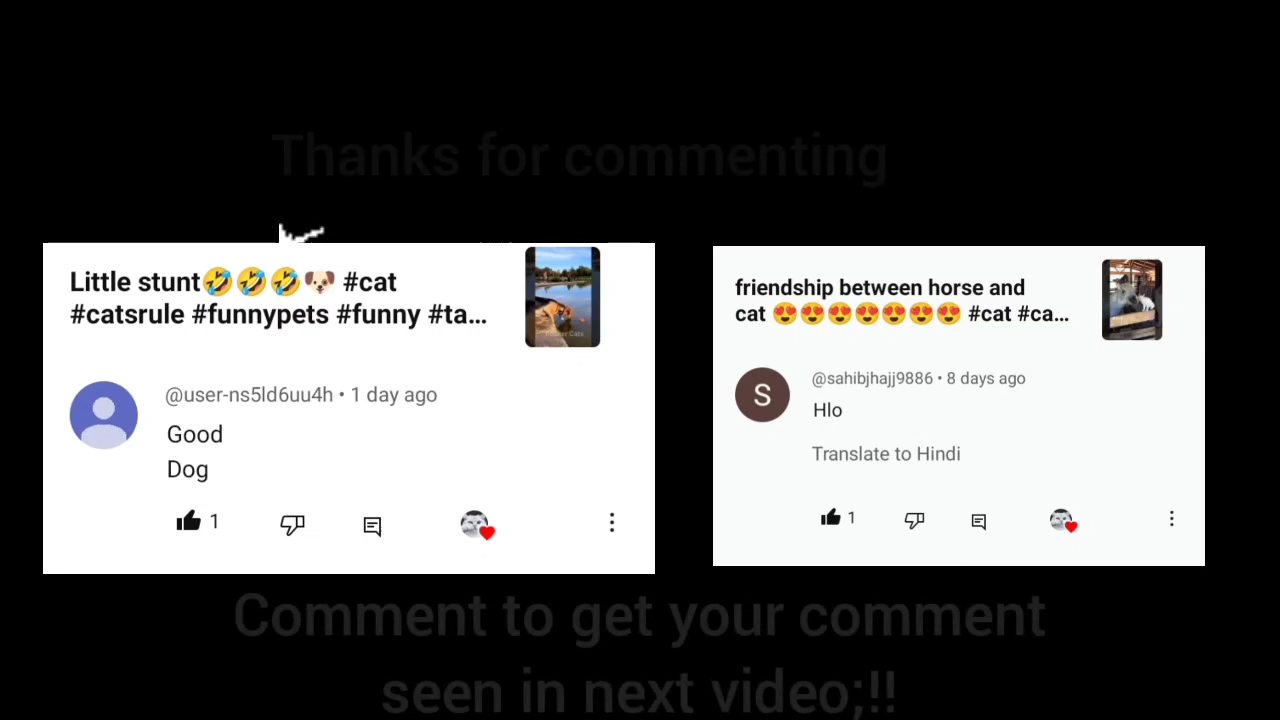 Thanks for commenting
Little stunt🤣🤣🤣🐶 #cat
#catsrule #funnypets #funny #ta...
@user-ns5ld6uu4h • 1 day ago
Good
Dog
1
friendship between horse and
cat 😍😍😍😍😍😍😍 #cat #ca...
S
@sahibjhajj9886 • 8 days ago
Hlo
Translate to Hindi
1
Comment to get your comment
seen in next video;!!